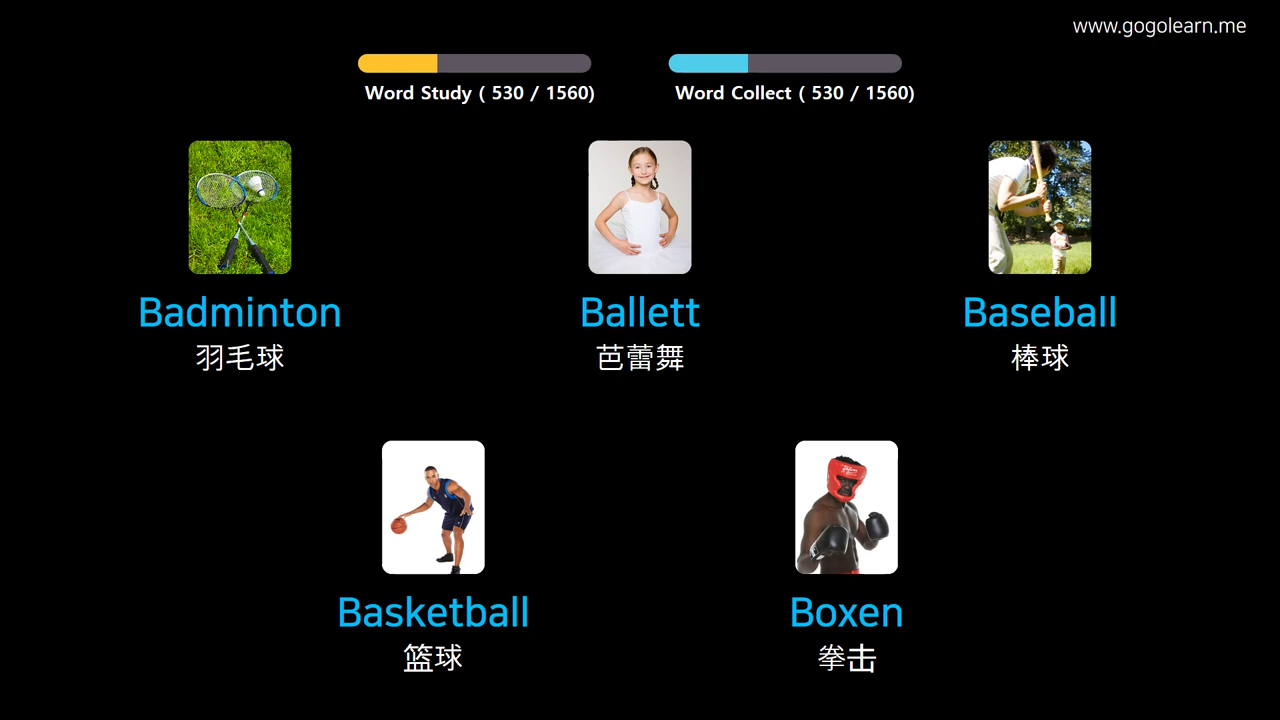 www.gogolearn.me
Word Study ( 530 / 1560)
Word Collect ( 530 / 1560)
Badminton
羽毛球
Ballett
芭蕾舞
Baseball
棒球
Basketball
篮球
Boxen
拳击